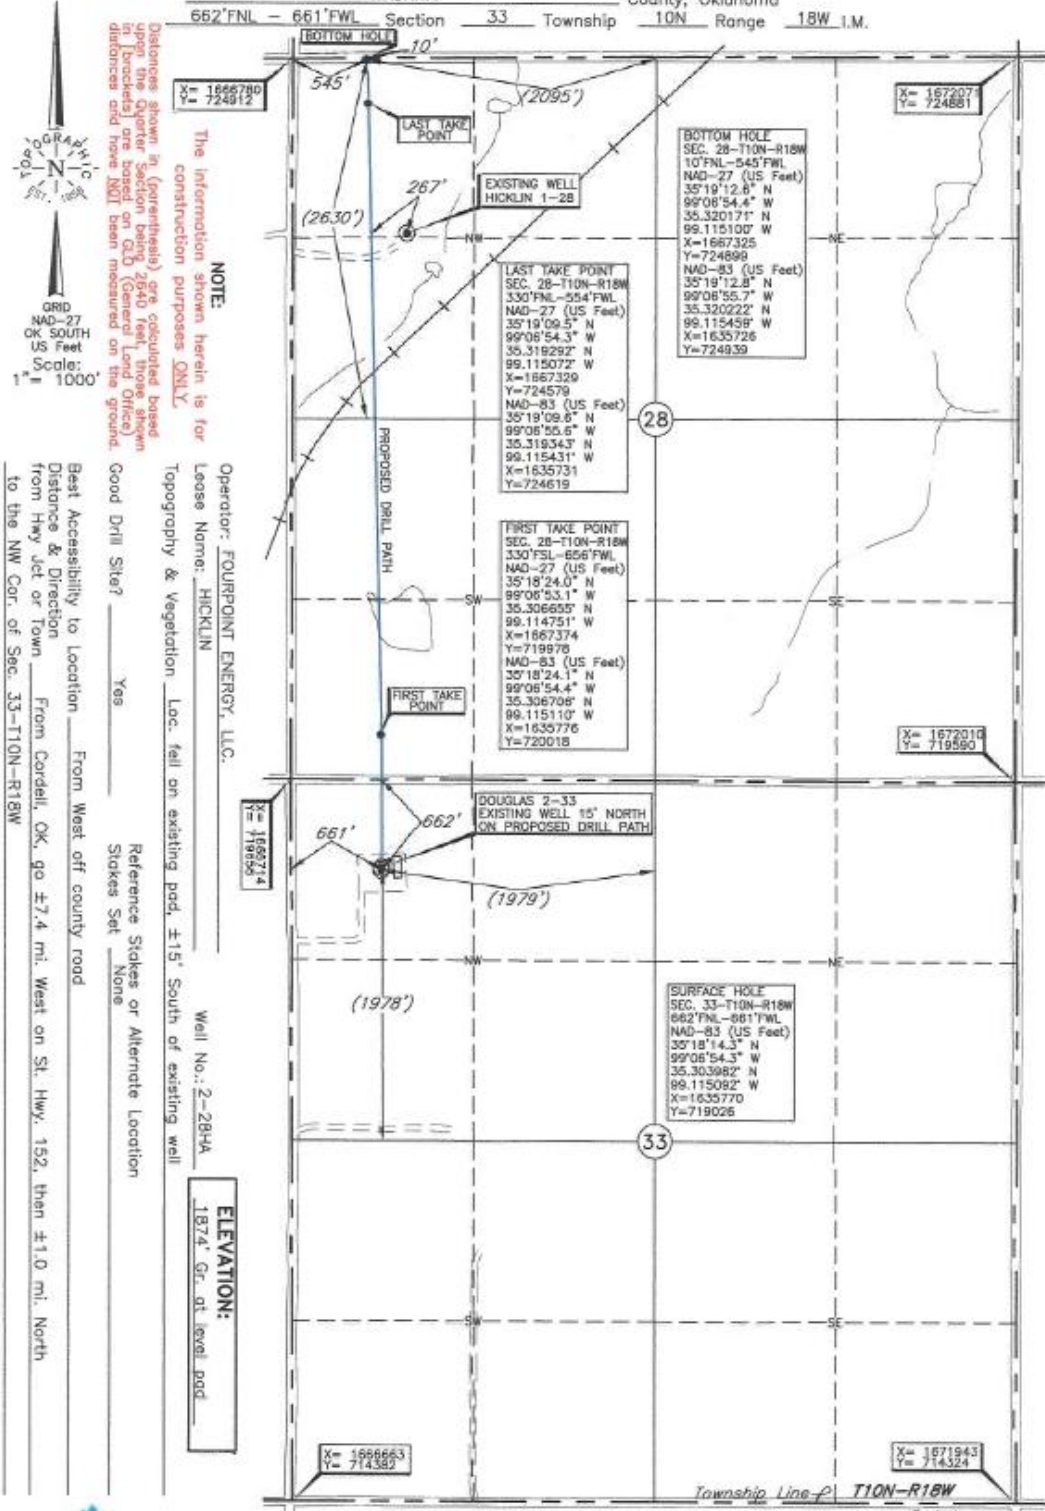 County, Oklahoma
662'FNL - 661'FWL Section 33 Township 10N Range 18W I.M.
BOTTOM HOLE
10'
545'
(2095')
X= 1666780
Y= 724912
X= 1672071
Y= 724881
LAST TAKE
POINT
267'
(2630')
EXISTING WELL
HICKLIN 1-28
BOTTOM HOLE
SEC. 28-T10N-R18W
10'FNL-545'FWL
NAD-27 (US Feet)
35°19'12.6" N
99°06'54.4" W
35.320171° N
99.115100° W
X=1667325
Y=724899
NAD-83 (US Feet)
35°19'12.8" N
99°06'55.7" W
35.320222° N
99.115459° W
X=1635726
Y=724939
NW
NE
LAST TAKE POINT
SEC. 28-T10N-R18W
330'FNL-554'FWL
NAD-27 (US Feet)
35°19'09.5" N
99°06'54.3" W
35.319292° N
99.115072° W
X=1667329
Y=724579
NAD-83 (US Feet)
35°19'09.6" N
99°06'55.6" W
35.319343° N
99.115431° W
X=1635731
Y=724619
28
PROPOSED DRILL PATH
FIRST TAKE POINT
SEC. 28-T10N-R18W
330'FSL-656'FWL
NAD-27 (US Feet)
35°18'24.0" N
99°06'53.1" W
35.306655° N
99.114751° W
X=1667374
Y=719978
NAD-83 (US Feet)
35°18'24.1" N
99°06'54.4" W
35.306706° N
99.115110° W
X=1635776
Y=720018
SW
SE
FIRST TAKE
POINT
X= 1672010
Y= 719590
X= 1666714
Y= 719656
661'
662'
DOUGLAS 2-33
EXISTING WELL 15' NORTH
ON PROPOSED DRILL PATH
(1979')
NW
NE
(1978')
SURFACE HOLE
SEC. 33-T10N-R18W
662'FNL-661'FWL
NAD-83 (US Feet)
35°18'14.3" N
99°06'54.3" W
35.303982° N
99.115092° W
X=1635770
Y=719026
33
SW
SE
X= 1666663
Y= 714382
X= 1671943
Y= 714324
Township Line T10N-R18W
TOPOGRAPHIC
N
EST. 1964
GRID
NAD-27
OK SOUTH
US Feet
Scale:
1"= 1000'
Distances shown in (parenthesis) are calculated based
upon the Quarter Section being 2640 feet, those shown
in [brackets] are based on GLO (General Land Office)
distances and have NOT been measured on the ground.
NOTE:
The information shown herein is for
construction purposes ONLY.
Operator: FOURPOINT ENERGY, LLC.
Lease Name: HICKLIN Well No.: 2-28HA
ELEVATION:
1874' Gr. at level pad
Topography & Vegetation Loc. fell on existing pad, ±15' South of existing well
Good Drill Site? Yes
Reference Stakes or Alternate Location
Stakes Set None
Best Accessibility to Location From West off county road
Distance & Direction
from Hwy Jct or Town From Cordell, OK, go ±7.4 mi. West on St. Hwy. 152, then ±1.0 mi. North
to the NW Cor. of Sec. 33-T10N-R18W